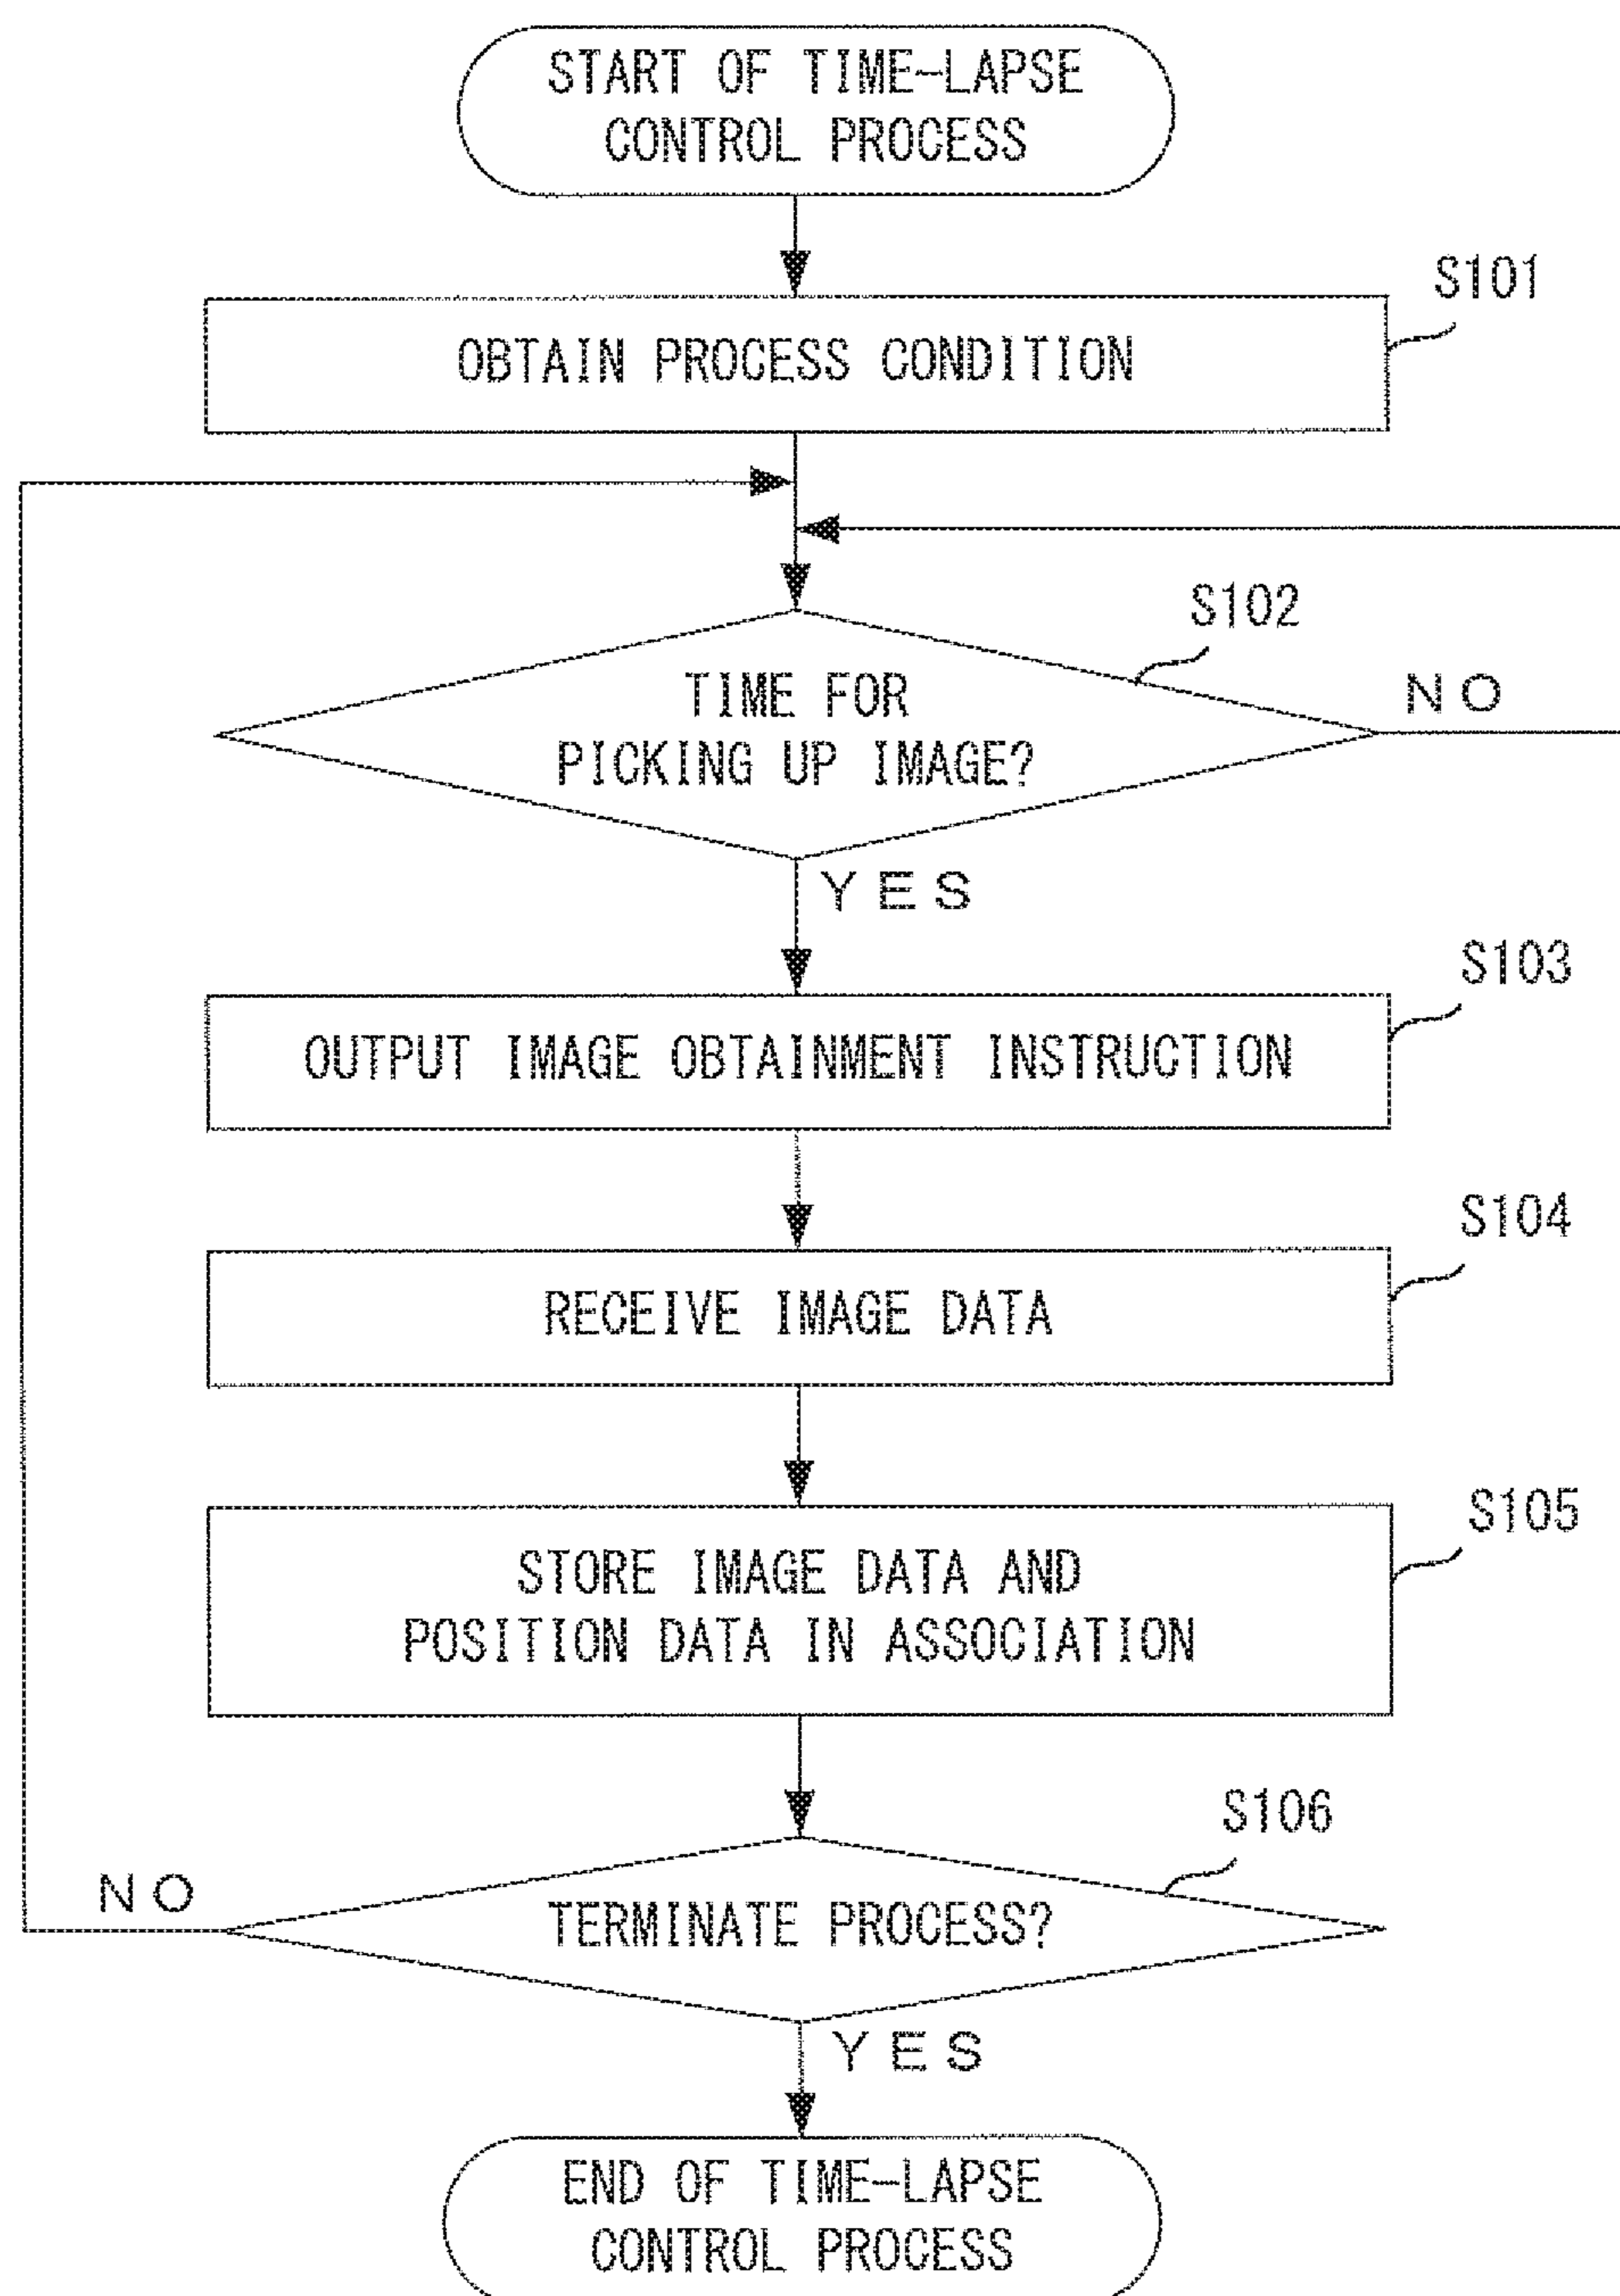 START OF TIME-LAPSE
CONTROL PROCESS
S101
OBTAIN PROCESS CONDITION
S102
TIME FOR
PICKING UP IMAGE?
NO
YES
S103
OUTPUT IMAGE OBTAINMENT INSTRUCTION
S104
RECEIVE IMAGE DATA
S105
STORE IMAGE DATA AND
POSITION DATA IN ASSOCIATION
S106
NO
TERMINATE PROCESS?
YES
END OF TIME-LAPSE
CONTROL PROCESS